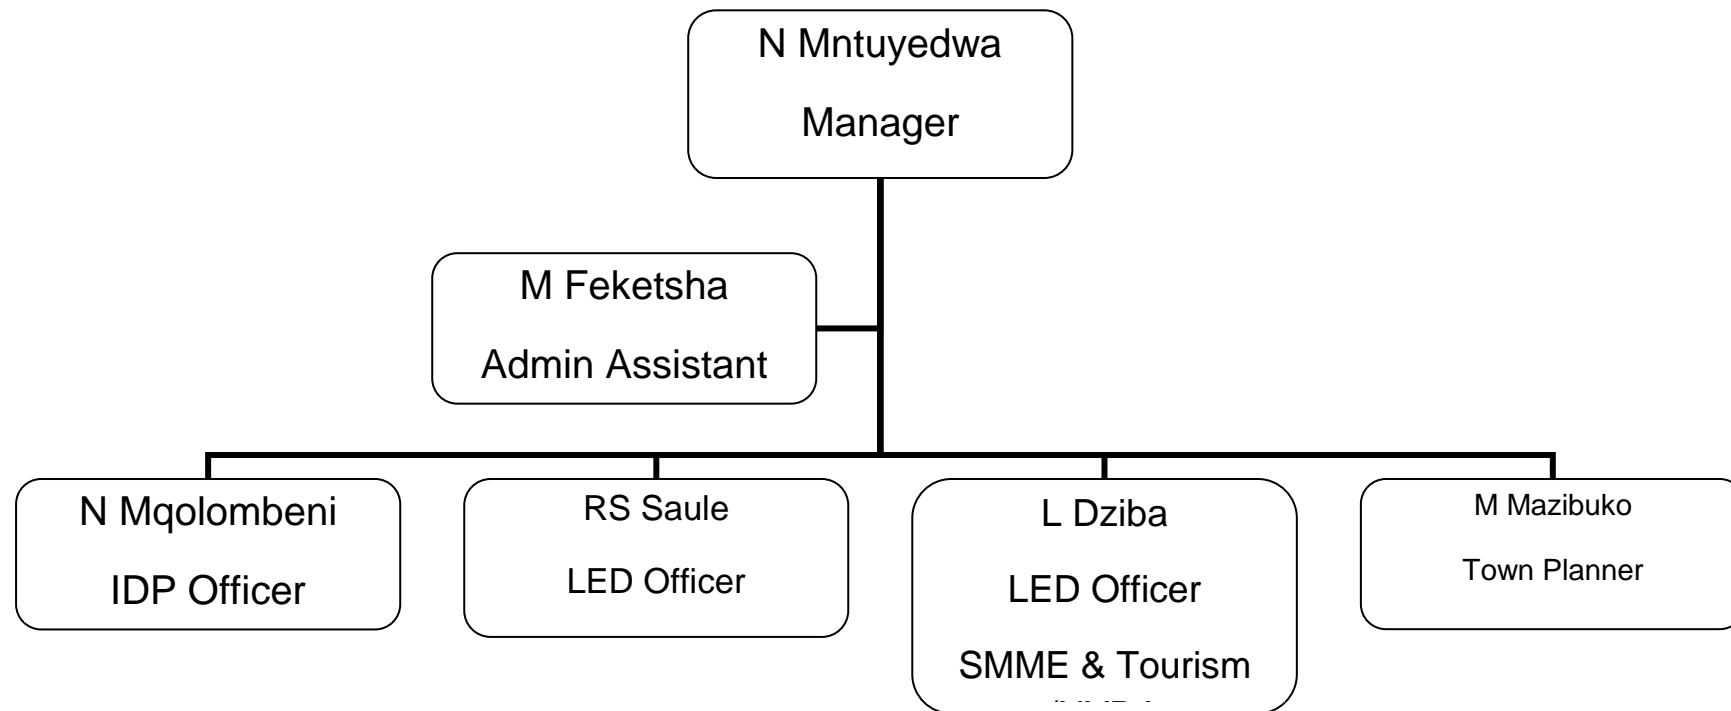 N Mntuyedwa
Manager
M Feketsha
Admin Assistant
N Mqolombeni
IDP Officer
RS Saule
LED Officer
L Dziba
LED Officer
SMME & Tourism
M Mazibuko
Town Planner